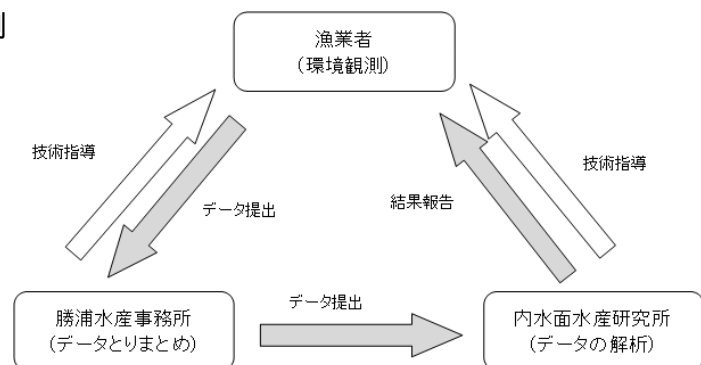 漁業者
(環境観測)
技術指導
データ提出
結果報告
技術指導
データ提出
勝浦水産事務所
(データとりまとめ)
内水面水産研究所
(データの解析)